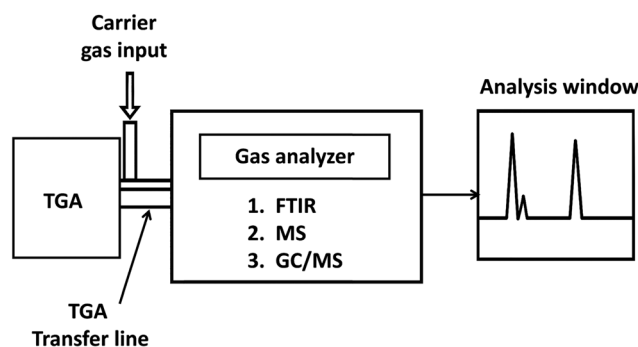 Carrier
gas input
Analysis window
Gas analyzer
TGA
1. FTIR
2. MS
3. GC/MS
TGA
Transfer line